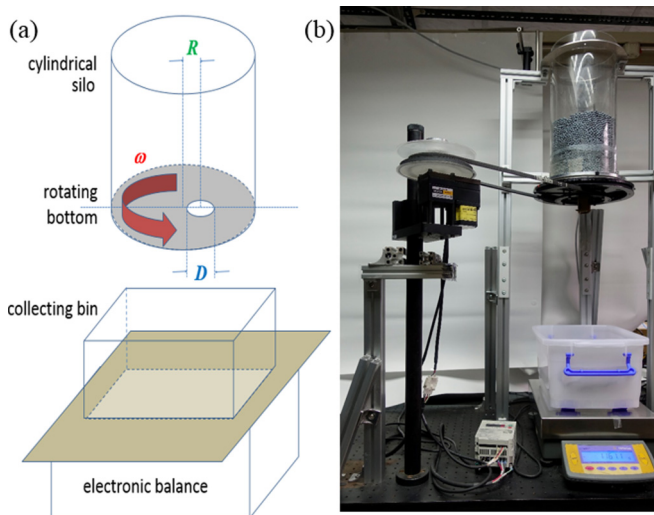 (a)
(b)
R
cylindrical
silo
ω
rotating
bottom
D
collecting bin
electronic balance